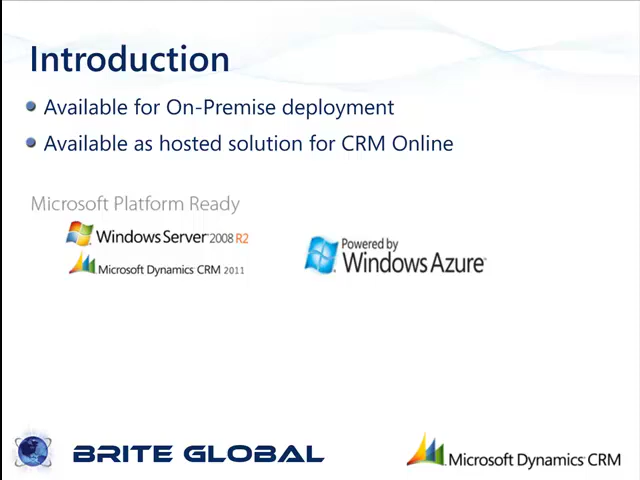 Introduction
Available for On-Premise deployment
Available as hosted solution for CRM Online
Microsoft Platform Ready
Windows Server 2008 R2
Microsoft Dynamics CRM 2011
Powered by
Windows Azure
BRITE GLOBAL
Microsoft Dynamics CRM